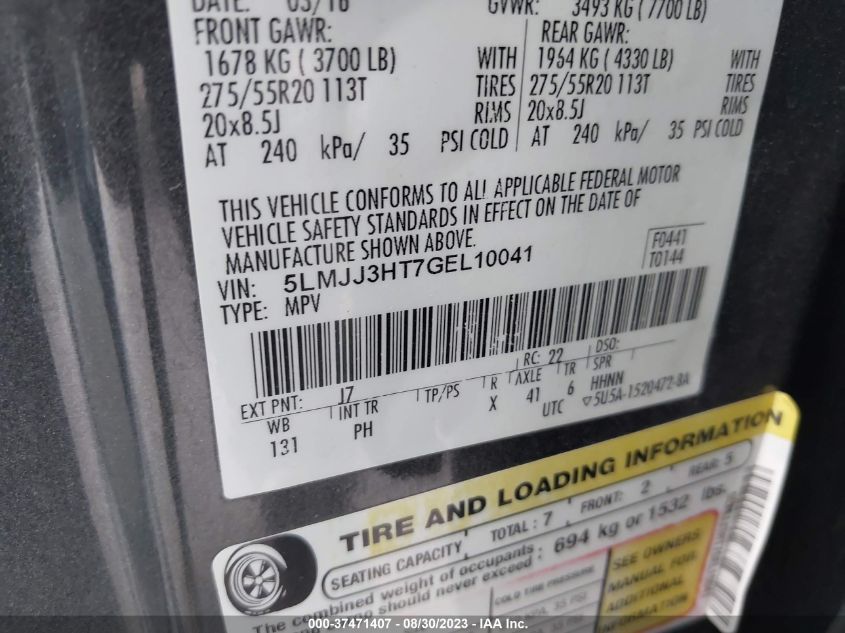 DATE: 03/16 GVWR: 3493 KG ( 7700 LB)
FRONT GAWR: REAR GAWR:
1678 KG ( 3700 LB) WITH 1964 KG ( 4330 LB) WITH
275/55R20 113T TIRES 275/55R20 113T TIRES
20x8.5J RIMS 20x8.5J RIMS
AT 240 kPa/ 35 PSI COLD AT 240 kPa/ 35 PSI COLD
THIS VEHICLE CONFORMS TO ALL APPLICABLE FEDERAL MOTOR
VEHICLE SAFETY STANDARDS IN EFFECT ON THE DATE OF
MANUFACTURE SHOWN ABOVE.
F0441
T0144
VIN: 5LMJJ3HT7GEL10041
TYPE: MPV
EXT PNT: J7 RC: 22 DSO:
WB INT TR TP/PS R AXLE TR SPR
131 PH X 41 6 HHNN
UTC ▽5U5A-1520472-BA
TIRE AND LOADING INFORMATION
SEATING CAPACITY TOTAL: 7 FRONT: 2 REAR: 5
The combined weight of occupants
should never exceed : 694 kg or 1532 lbs.
COLD TIRE PRESSURE
35 PSI
SEE OWNERS
MANUAL FOR
ADDITIONAL
INFORMATION
000-37471407 - 08/30/2023 - IAAI.COM